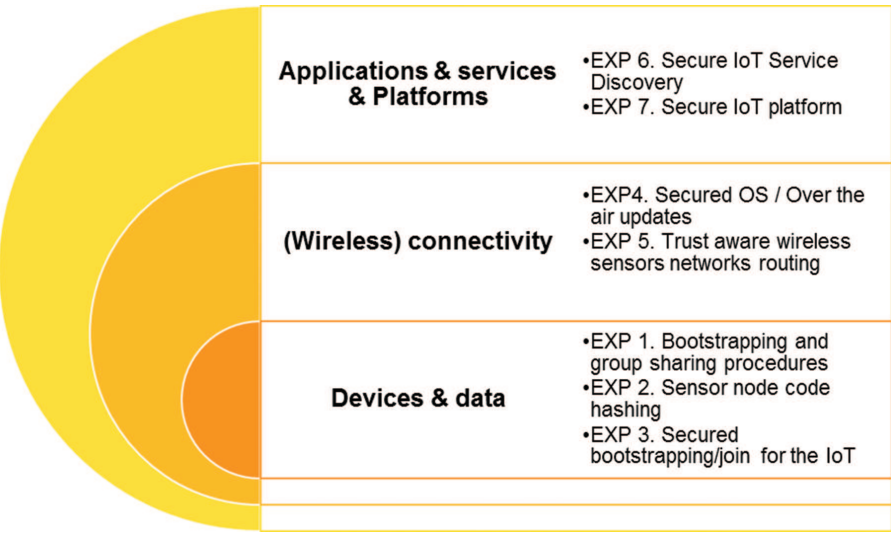 Applications & services
& Platforms
•EXP 6. Secure IoT Service
Discovery
•EXP 7. Secure IoT platform
(Wireless) connectivity
•EXP4. Secured OS / Over the
air updates
•EXP 5. Trust aware wireless
sensors networks routing
Devices & data
•EXP 1. Bootstrapping and
group sharing procedures
•EXP 2. Sensor node code
hashing
•EXP 3. Secured
bootstrapping/join for the IoT